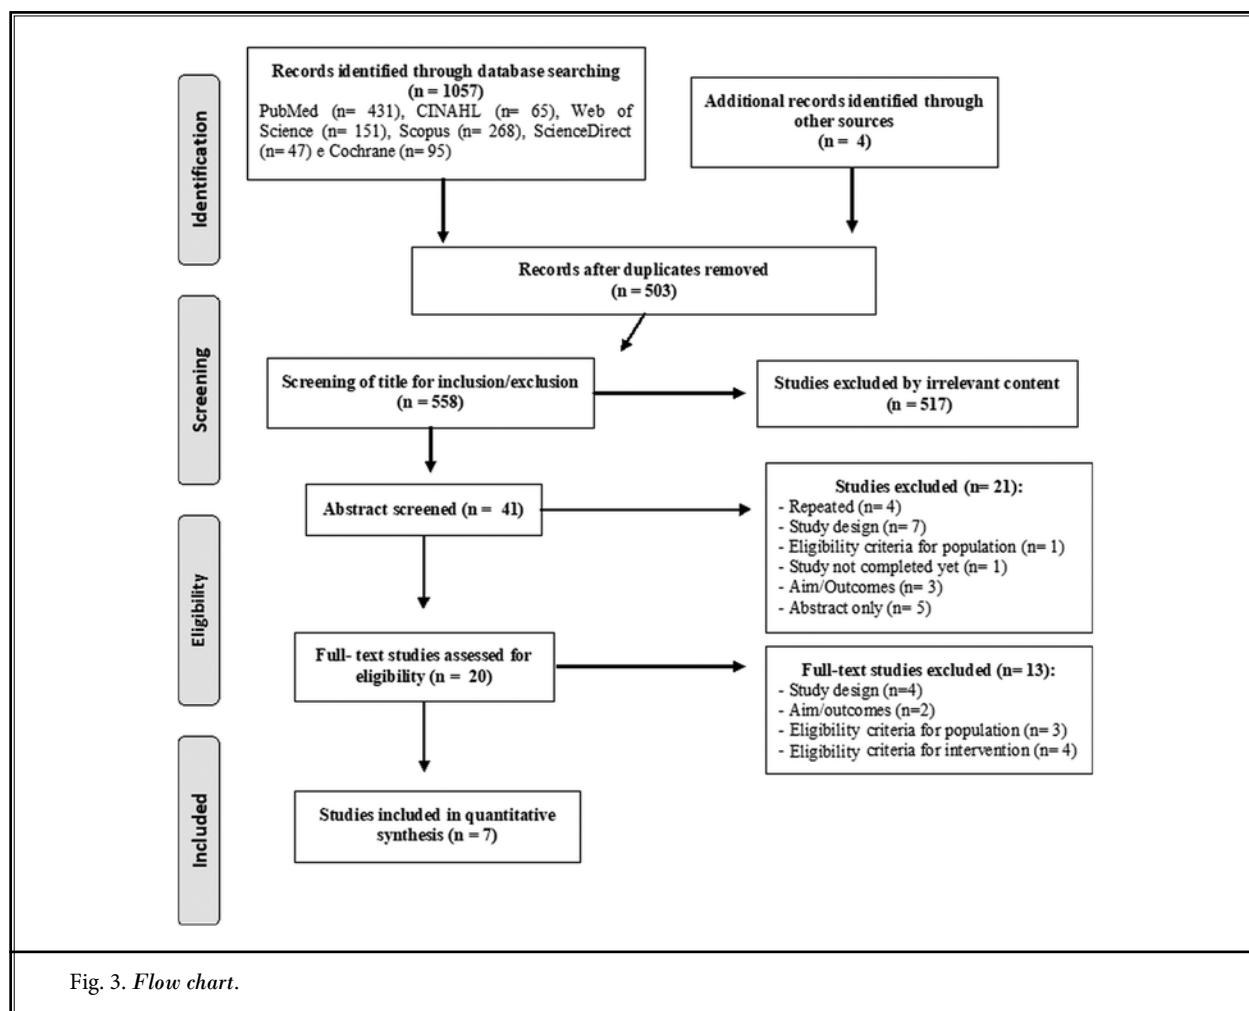 Identification
Records identified through database searching
(n = 1057)
PubMed (n= 431), CINAHL (n= 65), Web of
Science (n= 151), Scopus (n= 268), ScienceDirect
(n= 47) e Cochrane (n= 95)
Additional records identified through
other sources
(n = 4)
Records after duplicates removed
(n = 503)
Screening
Screening of title for inclusion/exclusion
(n = 558)
Studies excluded by irrelevant content
(n = 517)
Abstract screened (n = 41)
Studies excluded (n= 21):
- Repeated (n= 4)
- Study design (n= 7)
- Eligibility criteria for population (n= 1)
- Study not completed yet (n= 1)
- Aim/Outcomes (n= 3)
- Abstract only (n= 5)
Eligibility
Full- text studies assessed for
eligibility (n = 20)
Full-text studies excluded (n= 13):
- Study design (n=4)
- Aim/outcomes (n=2)
- Eligibility criteria for population (n= 3)
- Eligibility criteria for intervention (n= 4)
Included
Studies included in quantitative
synthesis (n = 7)
Fig. 3. Flow chart.